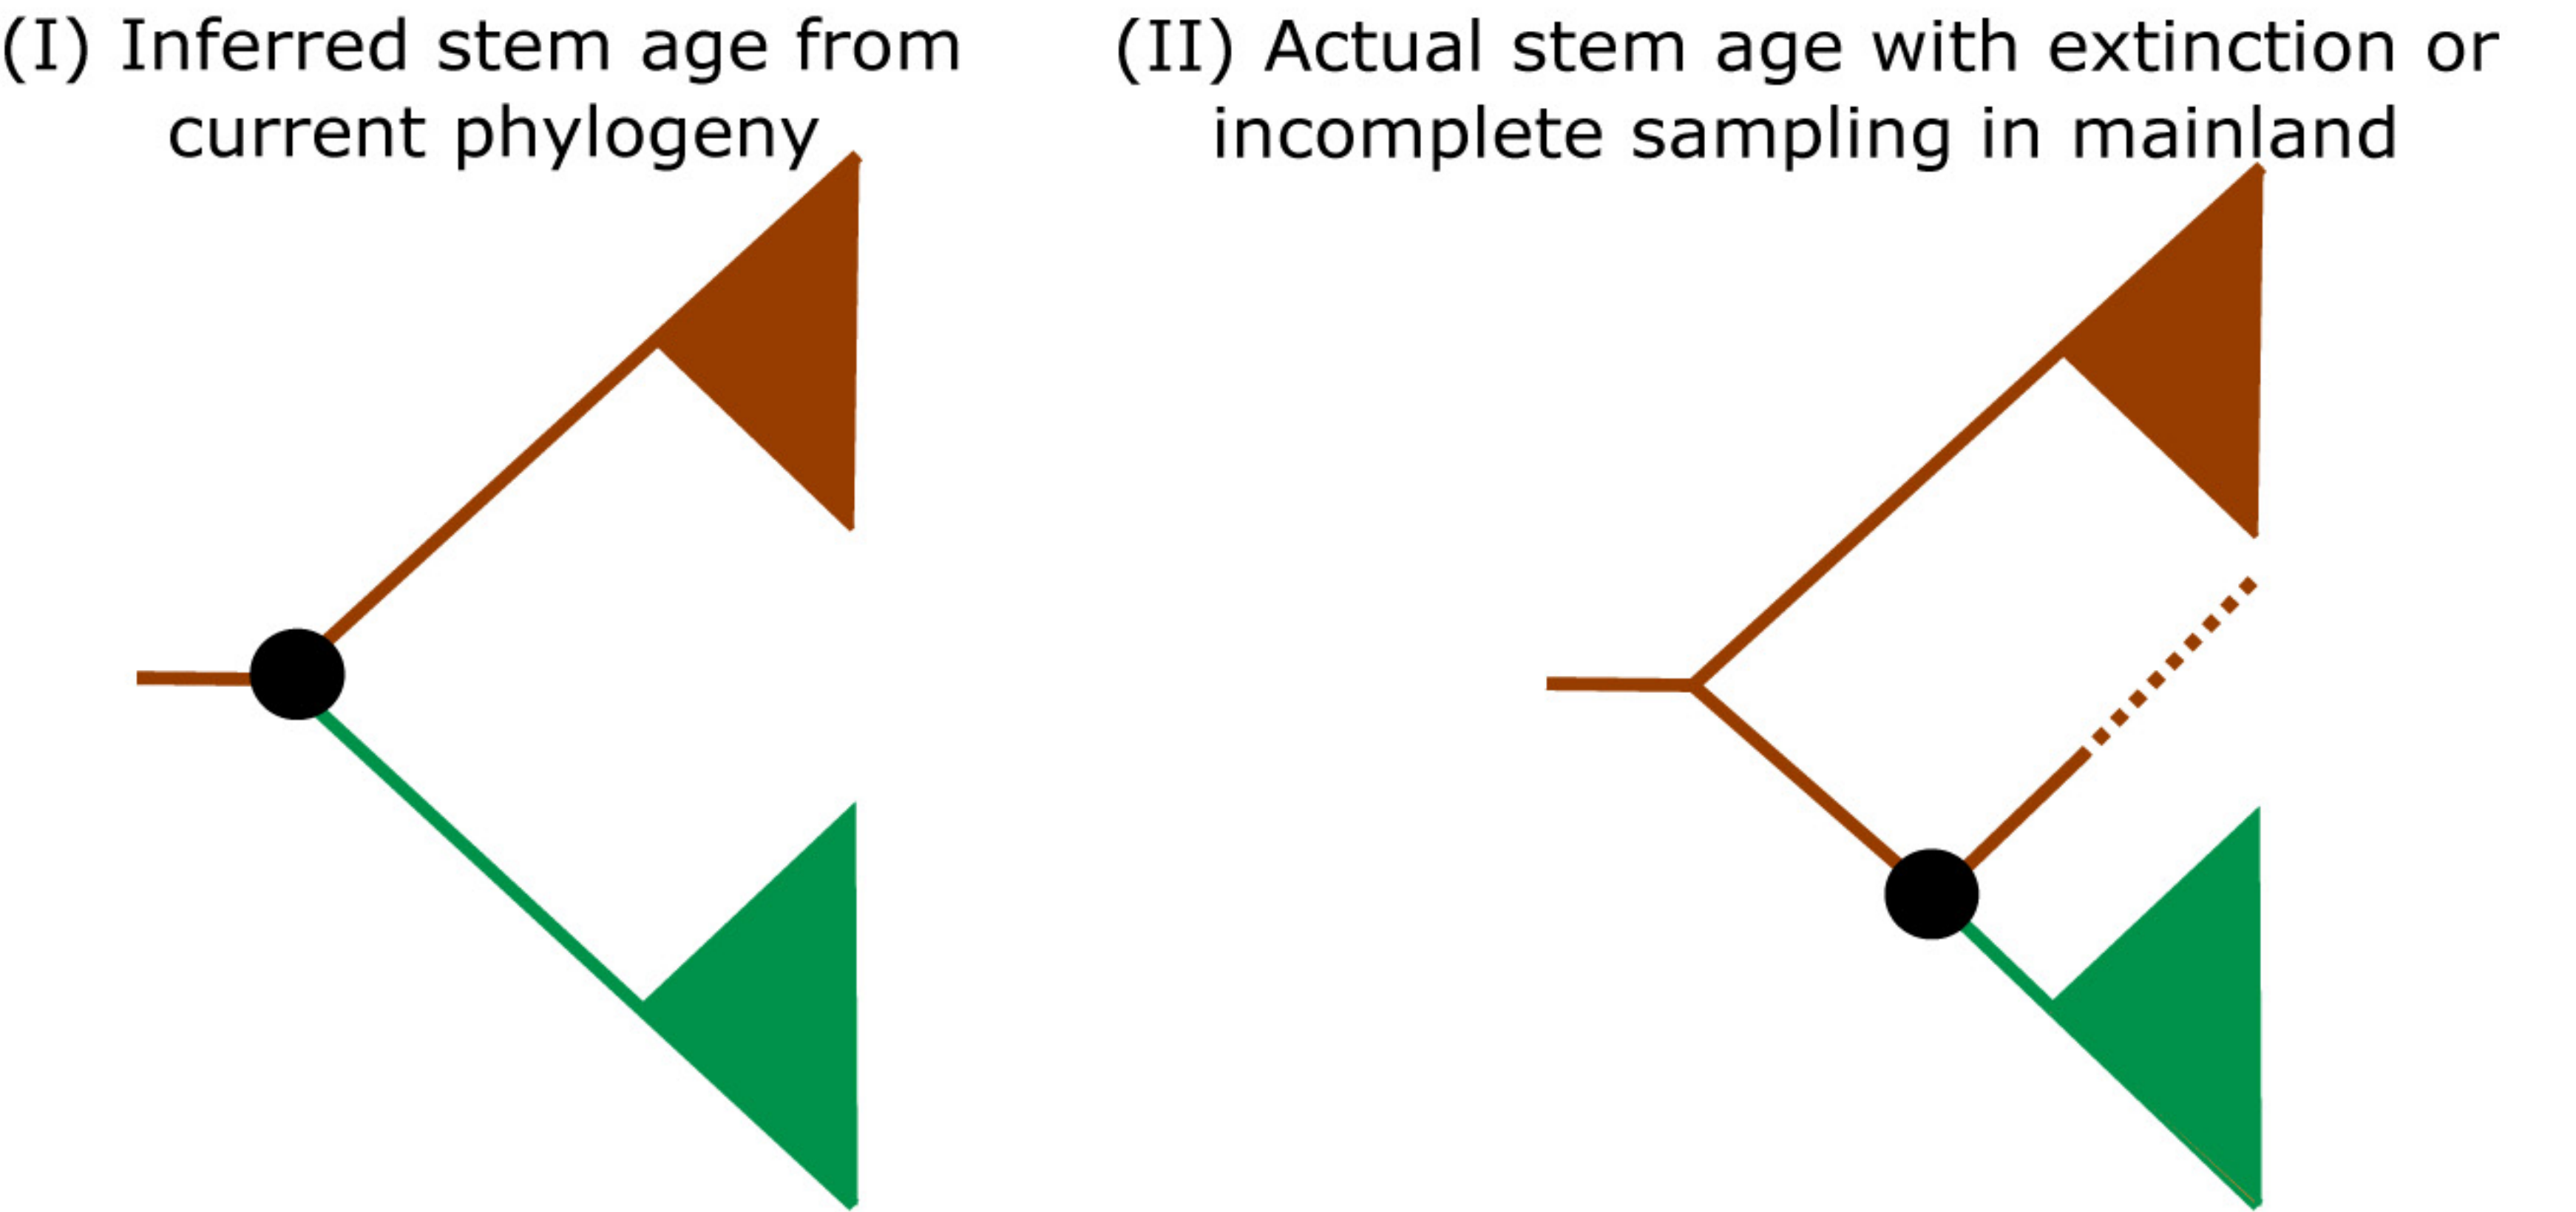 (I) Inferred stem age from
current phylogeny
(II) Actual stem age with extinction or
incomplete sampling in mainland